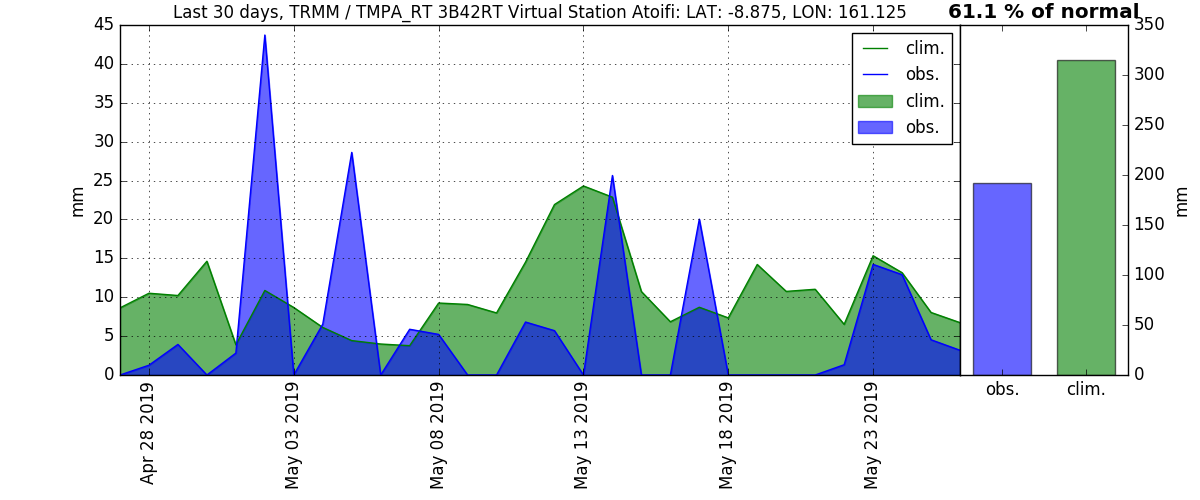 Last 30 days, TRMM / TMPA_RT 3B42RT Virtual Station Atoifi: LAT: -8.875, LON: 161.125
61.1 % of normal
45
40
35
30
25
20
15
10
5
0
mm
clim.
obs.
clim.
obs.
Apr 28 2019
May 03 2019
May 08 2019
May 13 2019
May 18 2019
May 23 2019
350
300
250
200
150
100
50
0
mm
obs.
clim.